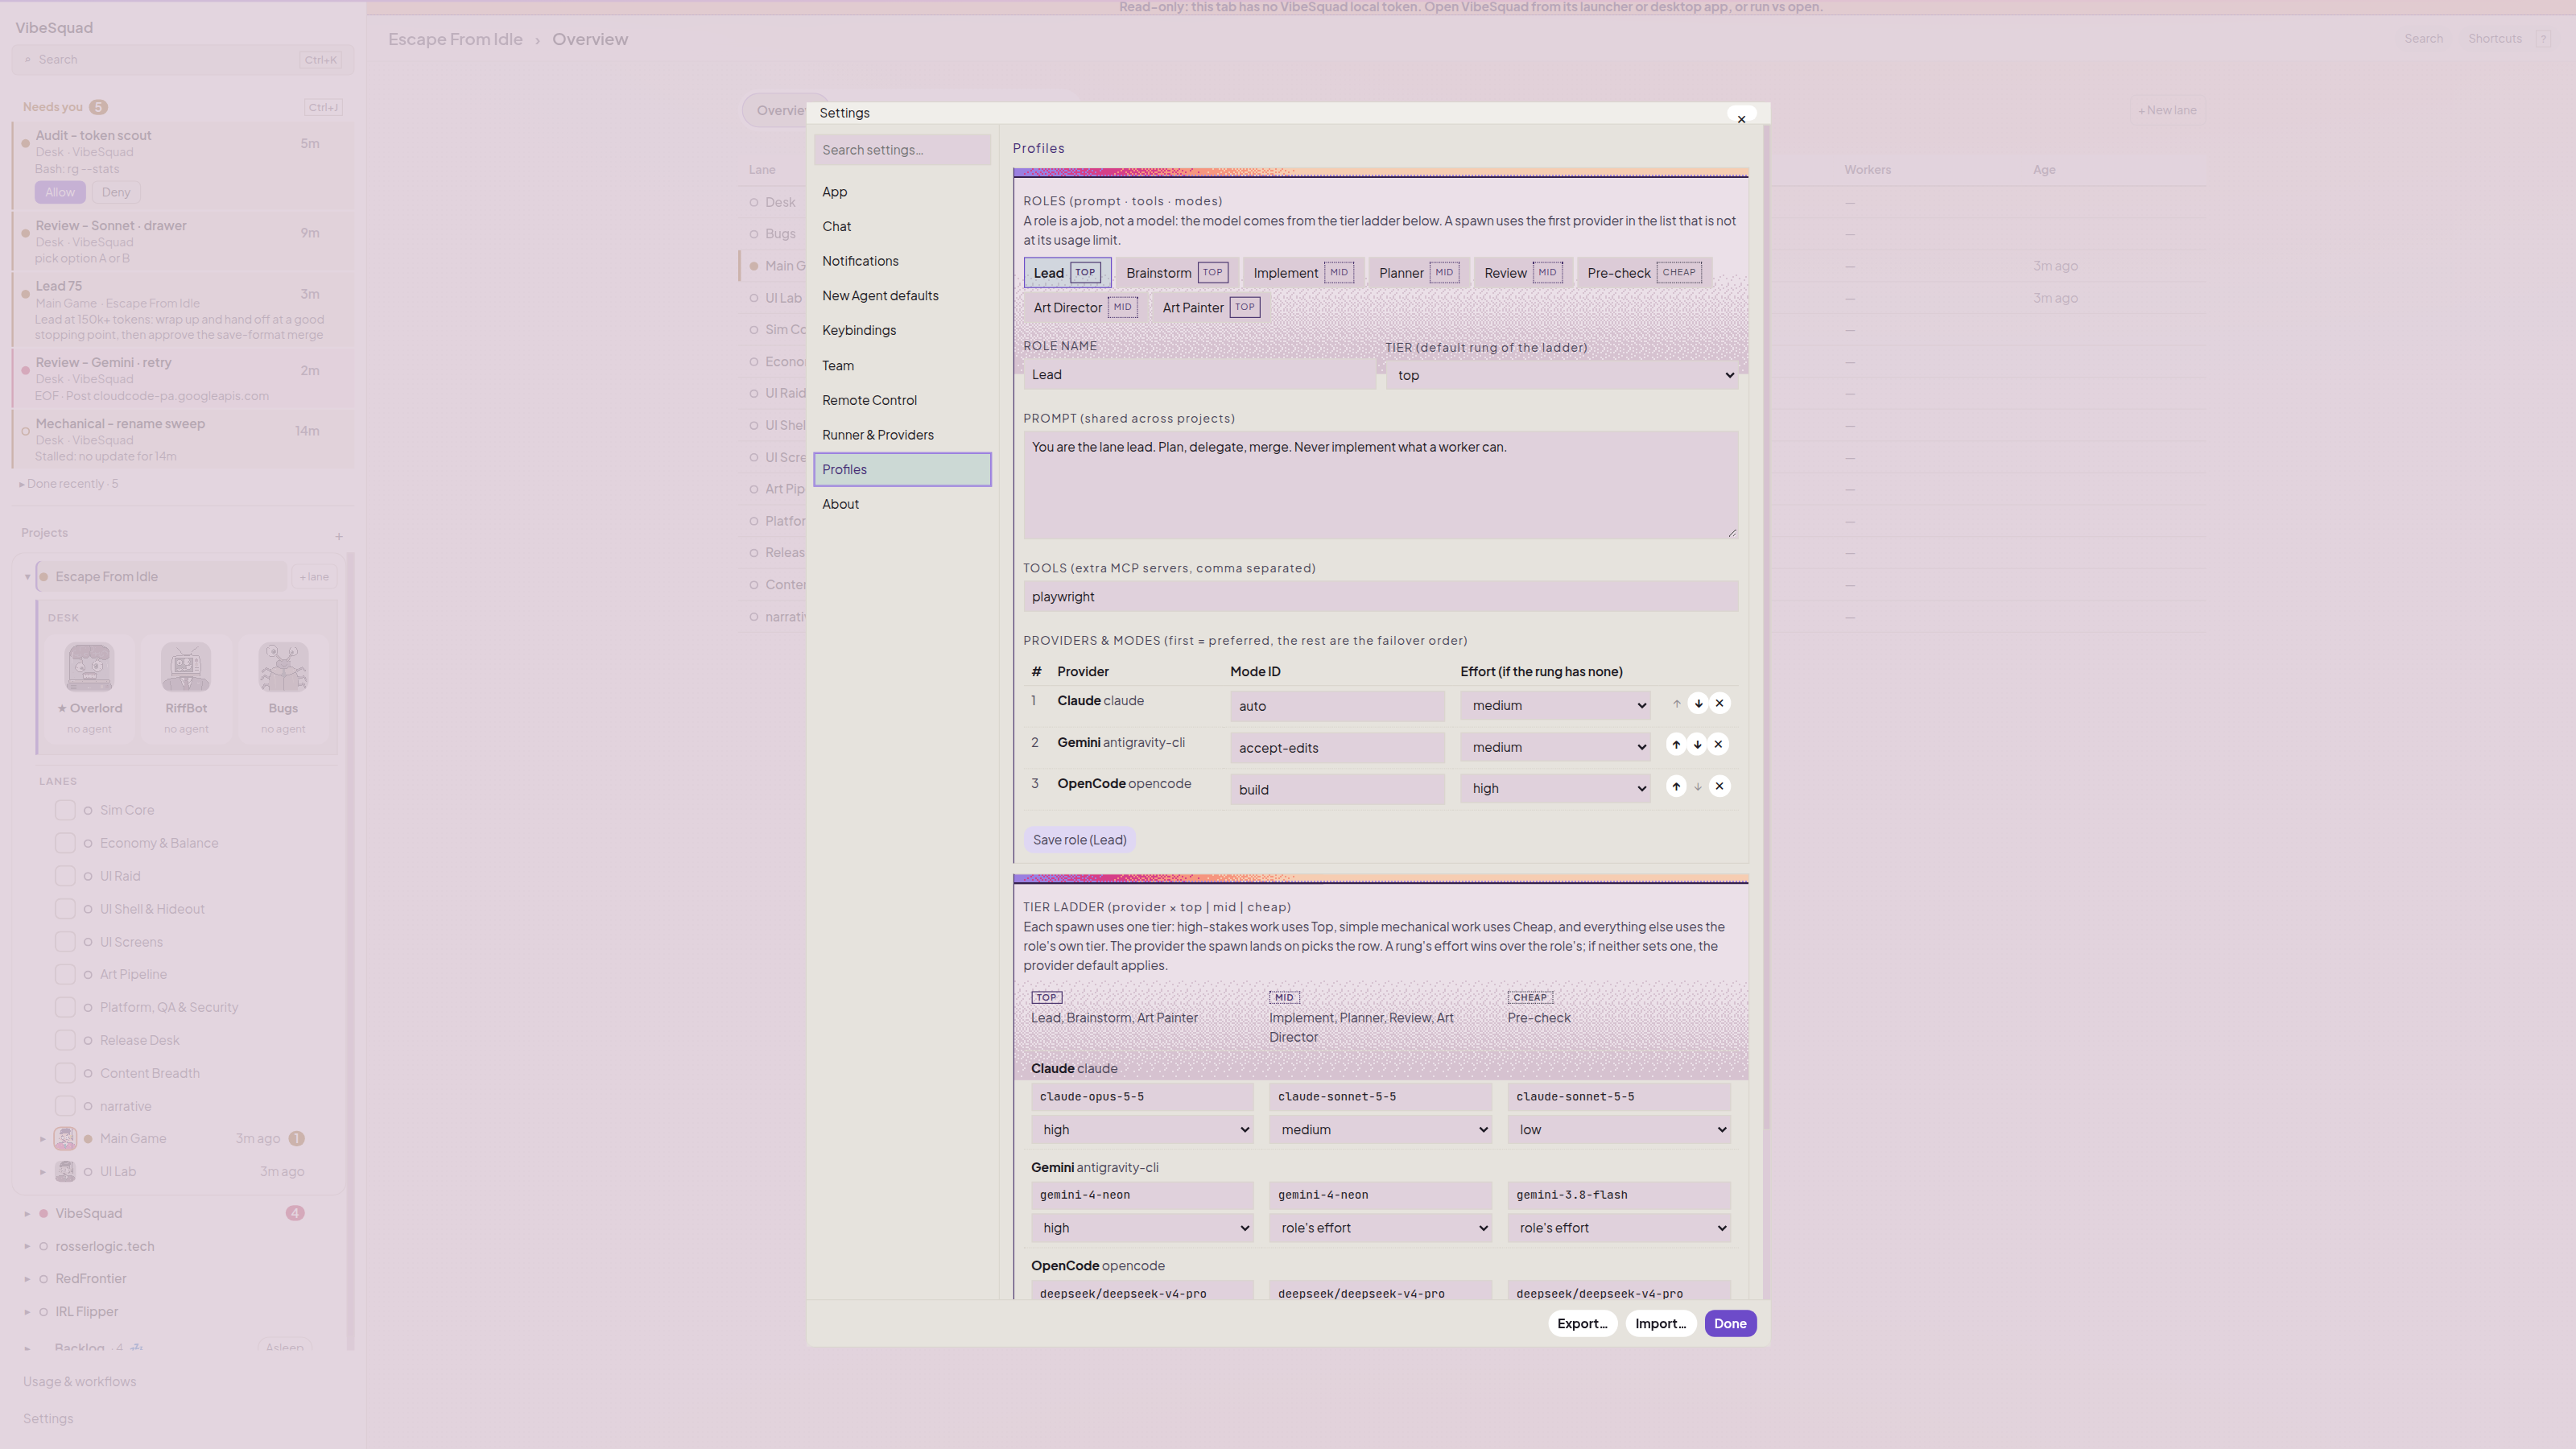 Read-only: this tab has no VibeSquad local token. Open VibeSquad from its launcher or desktop app, or run vs open.
VibeSquad
Search
Ctrl+K
Needs you 5
Ctrl+J
Audit - token scout
5m
Desk · VibeSquad
Bash: rg --stats
Allow
Deny
Review - Sonnet · drawer
9m
Desk · VibeSquad
pick option A or B
Lead 75
3m
Main Game · Escape From Idle
Lead at 150k+ tokens: wrap up and hand off at a good
stopping point, then approve the save-format merge
Review - Gemini · retry
2m
Desk · VibeSquad
EOF · Post cloudcode-pa.googleapis.com
Mechanical - rename sweep
14m
Desk · VibeSquad
Stalled: no update for 14m
▸ Done recently · 5
Projects
+
▾ Escape From Idle
+ lane
DESK
★ Overlord
RiffBot
Bugs
no agent
no agent
no agent
LANES
Sim Core
Economy & Balance
UI Raid
UI Shell & Hideout
UI Screens
Art Pipeline
Platform, QA & Security
Release Desk
Content Breadth
narrative
Main Game
3m ago
1
UI Lab
3m ago
VibeSquad
4
rosserlogic.tech
RedFrontier
IRL Flipper
Backlog · 4
Asleep
Usage & workflows
Settings
Escape From Idle › Overview
Search
Shortcuts
?
Overvie
+ New lane
Lane
Workers
Age
Desk
—
Bugs
—
Main G
—
3m ago
UI Lab
—
3m ago
Sim Co
—
Econo
—
UI Raid
—
UI Shel
—
UI Scre
—
Art Pip
—
Platfor
—
Releas
—
Conten
—
narrativ
—
Settings
×
Search settings…
App
Chat
Notifications
New Agent defaults
Keybindings
Team
Remote Control
Runner & Providers
Profiles
About
Profiles
ROLES (prompt · tools · modes)
A role is a job, not a model: the model comes from the tier ladder below. A spawn uses the first provider in the list that is not
at its usage limit.
Lead TOP
Brainstorm TOP
Implement MID
Planner MID
Review MID
Pre-check CHEAP
Art Director MID
Art Painter TOP
ROLE NAME
TIER (default rung of the ladder)
Lead
top
PROMPT (shared across projects)
You are the lane lead. Plan, delegate, merge. Never implement what a worker can.
TOOLS (extra MCP servers, comma separated)
playwright
PROVIDERS & MODES (first = preferred, the rest are the failover order)
# Provider Mode ID Effort (if the rung has none)
1 Claude claude auto medium ↑ ↓ ✕
2 Gemini antigravity-cli accept-edits medium ↑ ↓ ✕
3 OpenCode opencode build high ↑ ↓ ✕
Save role (Lead)
TIER LADDER (provider × top | mid | cheap)
Each spawn uses one tier: high-stakes work uses Top, simple mechanical work uses Cheap, and everything else uses the
role's own tier. The provider the spawn lands on picks the row. A rung's effort wins over the role's; if neither sets one, the
provider default applies.
TOP
MID
CHEAP
Lead, Brainstorm, Art Painter
Implement, Planner, Review, Art
Director
Pre-check
Claude claude
claude-opus-5-5
claude-sonnet-5-5
claude-sonnet-5-5
high
medium
low
Gemini antigravity-cli
gemini-4-neon
gemini-4-neon
gemini-3.8-flash
high
role's effort
role's effort
OpenCode opencode
deepseek/deepseek-v4-pro
deepseek/deepseek-v4-pro
deepseek/deepseek-v4-pro
Export…
Import…
Done